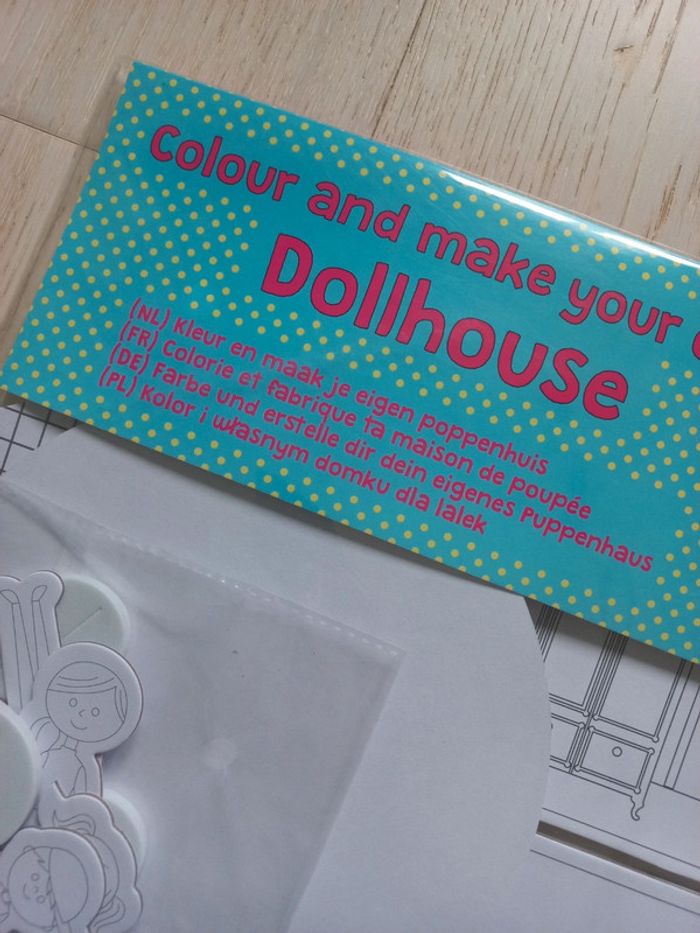 Colour and make your
Dollhouse
(NL) Kleur en maak je eigen poppenhuis
(FR) Colorie et fabrique ta maison de poupée
(DE) Farbe und erstelle dir dein eigenes Puppenhaus
(PL) Kolor i własnym domku dla lalek